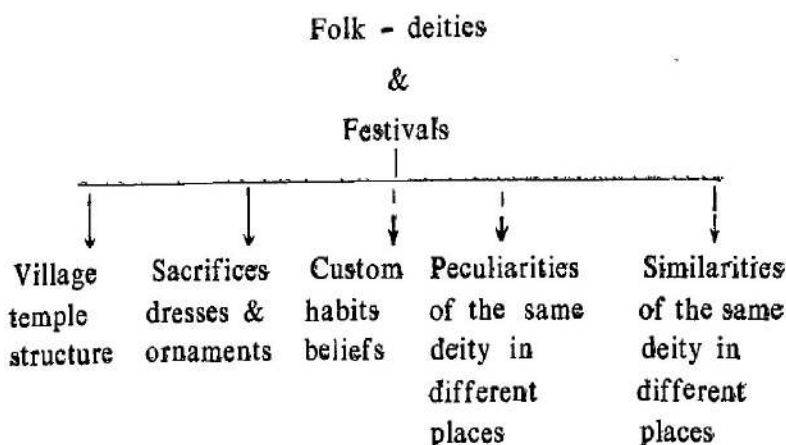 Folk - deities
&
Festivals
Village
temple
structure
Sacrifices
dresses &
ornaments
Custom
habits
beliefs
Peculiarities
of the same
deity in
different
places
Similarities
of the same
deity in
different
places